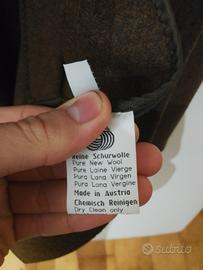 Reine Schurwolle
Pure New Wool
Pure Laine Vierge
Pura Lana Virgen
Pura Lana Vergine
Made in Austria
Chemisch Reinigen
Dry Clean only
subito